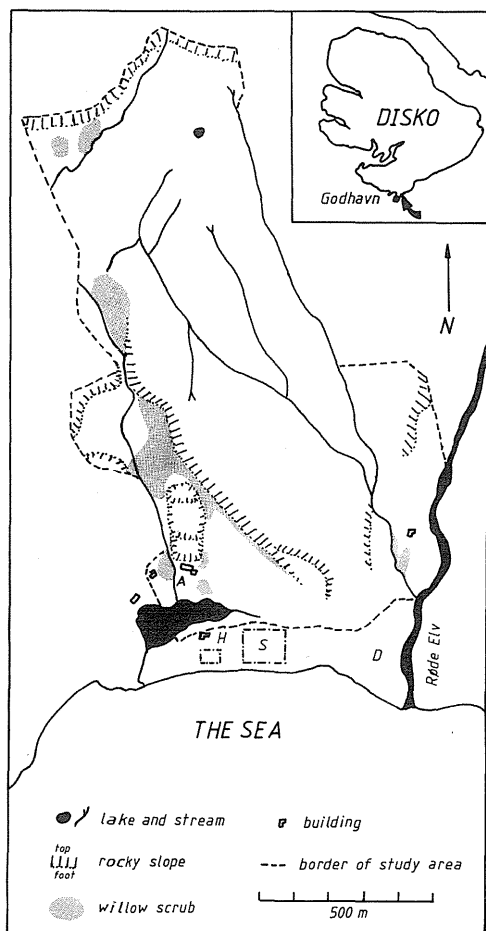 DISKO
Godhavn
N
A
H
S
D
Røde Elv
THE SEA
lake and stream
building
top
foot
rocky slope
border of study area
willow scrub
500 m